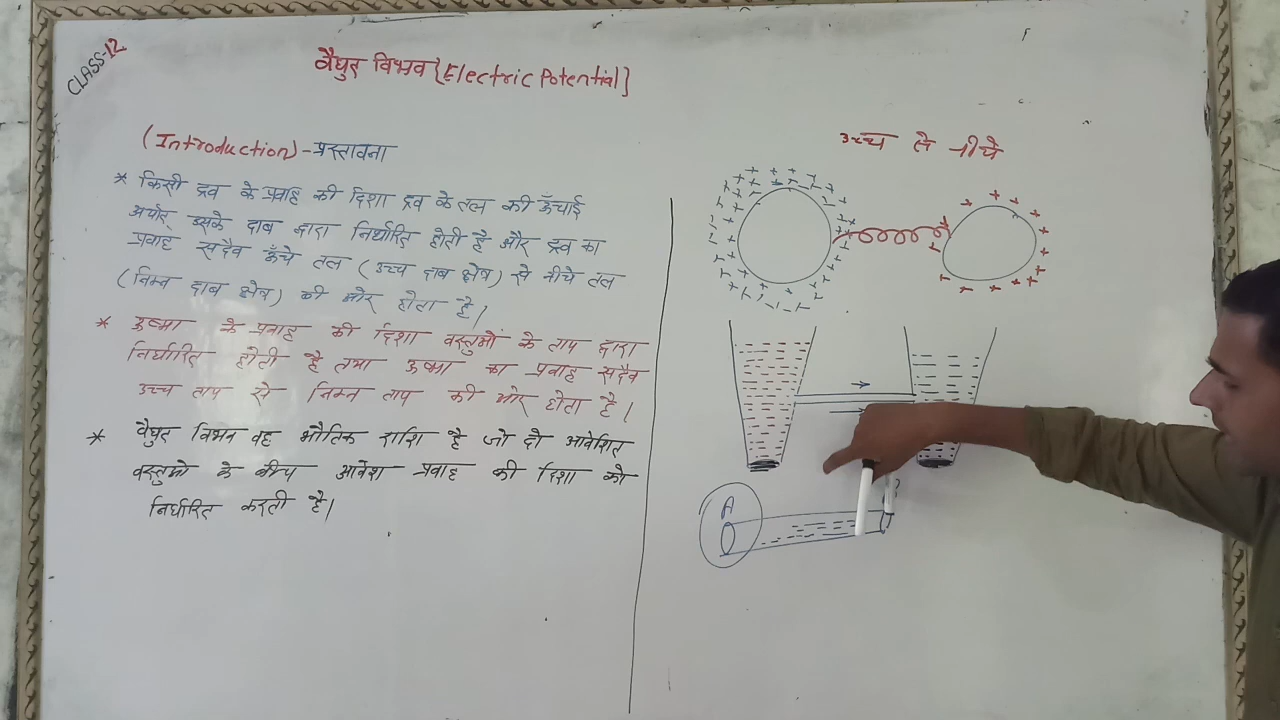 CLASS-12
वैधुत विभव {Electric Potential}
(Introduction) - प्रस्तावना
* किसी द्रव के प्रवाह की दिशा द्रव के तल की ऊँचाई
अर्थात् उसके दाब द्वारा निर्धारित होती है और द्रव का
प्रवाह सदैव ऊँचे तल (उच्च दाब क्षेत्र) से नीचे तल
(निम्न दाब क्षेत्र) की ओर होता है।
* ऊष्मा के प्रवाह की दिशा वस्तुओं के ताप द्वारा
निर्धारित होती है तथा ऊष्मा का प्रवाह सदैव
उच्च ताप से निम्न ताप की ओर होता है।
* वैधुत विभव वह भौतिक राशि है जो दो आवेशित
वस्तुओ के बीच आवेश प्रवाह की दिशा को
निर्धारित करती है।
उच्च से नीचे
A